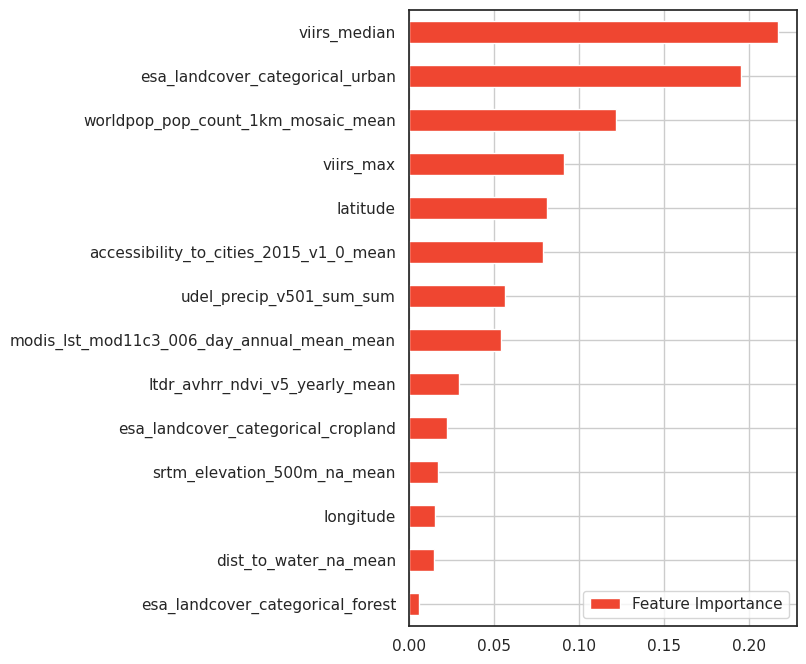 viirs_median
esa_landcover_categorical_urban
worldpop_pop_count_1km_mosaic_mean
viirs_max
latitude
accessibility_to_cities_2015_v1_0_mean
udel_precip_v501_sum_sum
modis_lst_mod11c3_006_day_annual_mean_mean
ltdr_avhrr_ndvi_v5_yearly_mean
esa_landcover_categorical_cropland
srtm_elevation_500m_na_mean
longitude
dist_to_water_na_mean
esa_landcover_categorical_forest
Feature Importance
0.00 0.05 0.10 0.15 0.20